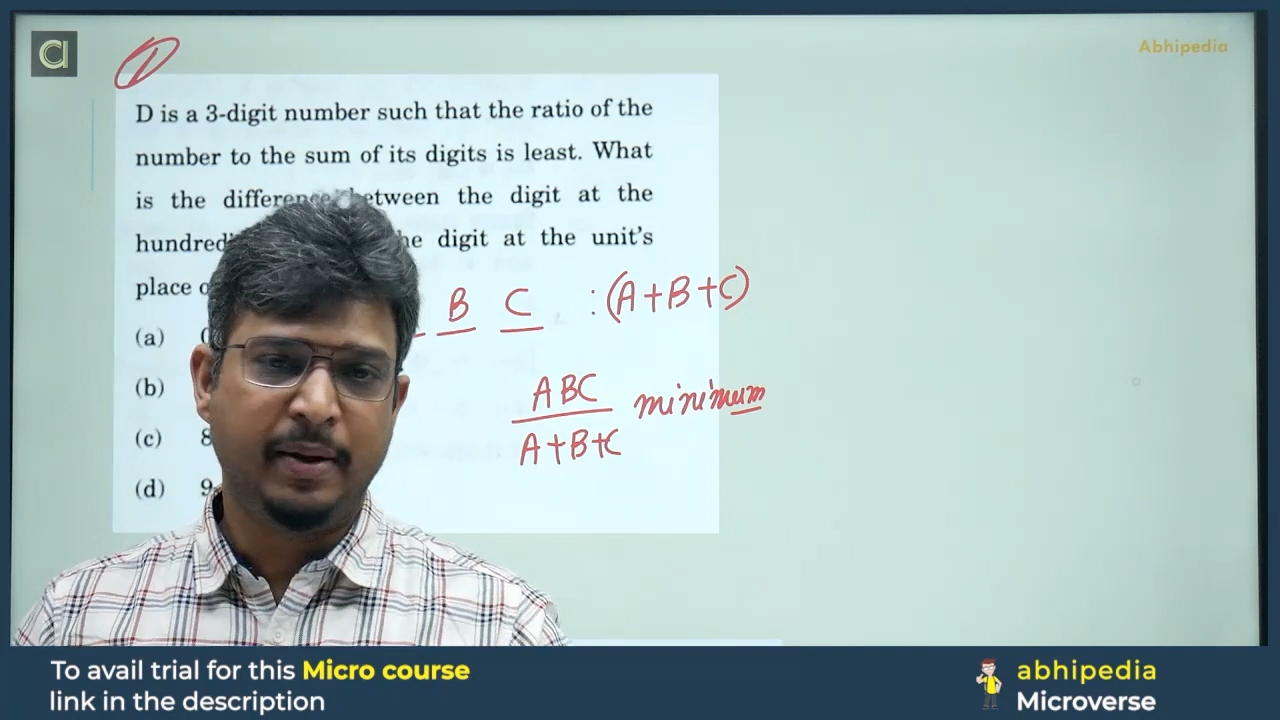 Abhipedia
D is a 3-digit number such that the ratio of the
number to the sum of its digits is least. What
is the difference between the digit at the
hundred he digit at the unit's
place
B C : (A+B+C)
(a)
ABC
A+B+C
minimum
(b)
(c) 8
(d) 9
To avail trial for this Micro course
link in the description
abhipedia
Microverse